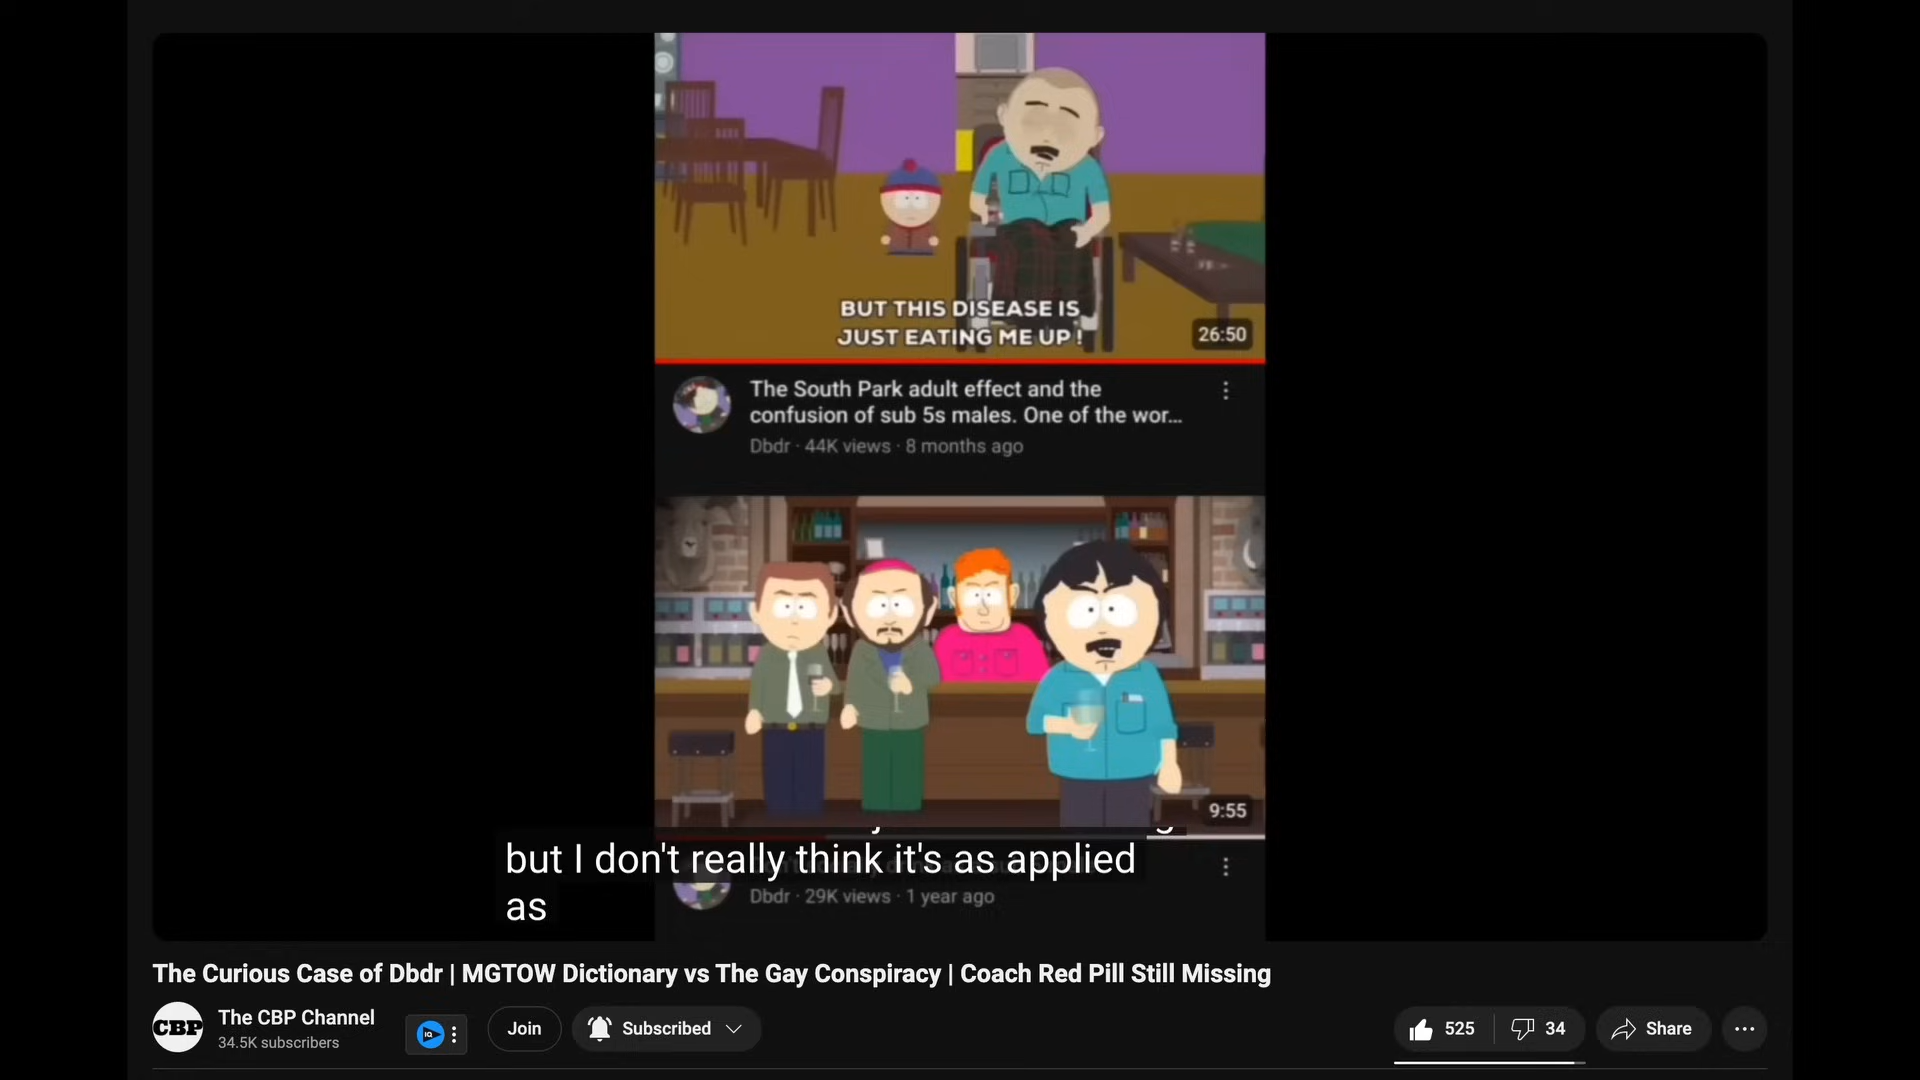 BUT THIS DISEASE IS
JUST EATING ME UP!
26:50
The South Park adult effect and the
confusion of sub 5s males. One of the wor...
Dbdr · 44K views · 8 months ago
9:55
but I don't really think it's as applied
as
Dbdr · 29K views · 1 year ago
The Curious Case of Dbdr | MGTOW Dictionary vs The Gay Conspiracy | Coach Red Pill Still Missing
CBP
The CBP Channel
34.5K subscribers
IQ
Join
Subscribed
525
34
Share